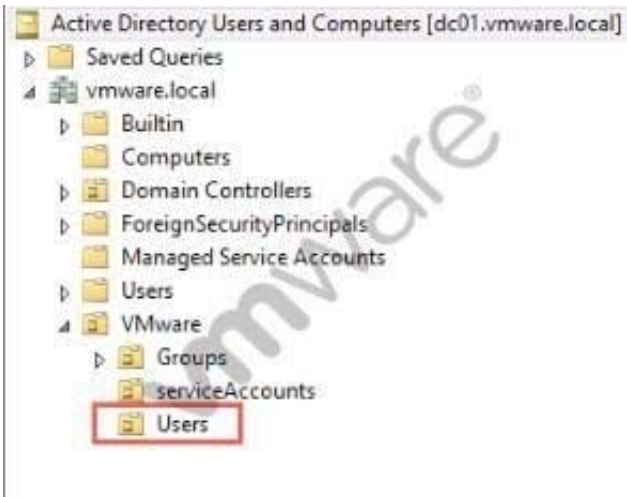 Active Directory Users and Computers [dc01.vmware.local]
Saved Queries
vmware.local
Builtin
Computers
Domain Controllers
ForeignSecurityPrincipals
Managed Service Accounts
Users
VMware
Groups
serviceAccounts
Users
vmware